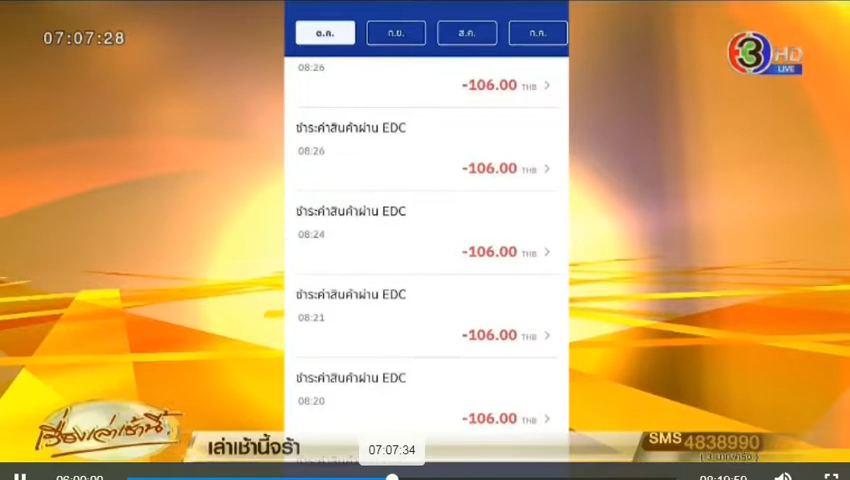 07:07:28
ต.ค. ก.ย. ส.ค. ก.ค.
3 HD
LIVE
08:26
-106.00 THB
ชำระค่าสินค้าผ่าน EDC
08:26
-106.00 THB
ชำระค่าสินค้าผ่าน EDC
08:24
-106.00 THB
ชำระค่าสินค้าผ่าน EDC
08:21
-106.00 THB
ชำระค่าสินค้าผ่าน EDC
08:20
-106.00 THB
เรื่องเล่าเช้านี้
เล่าเช้านี้จร้า
SMS 4838990
07:07:34